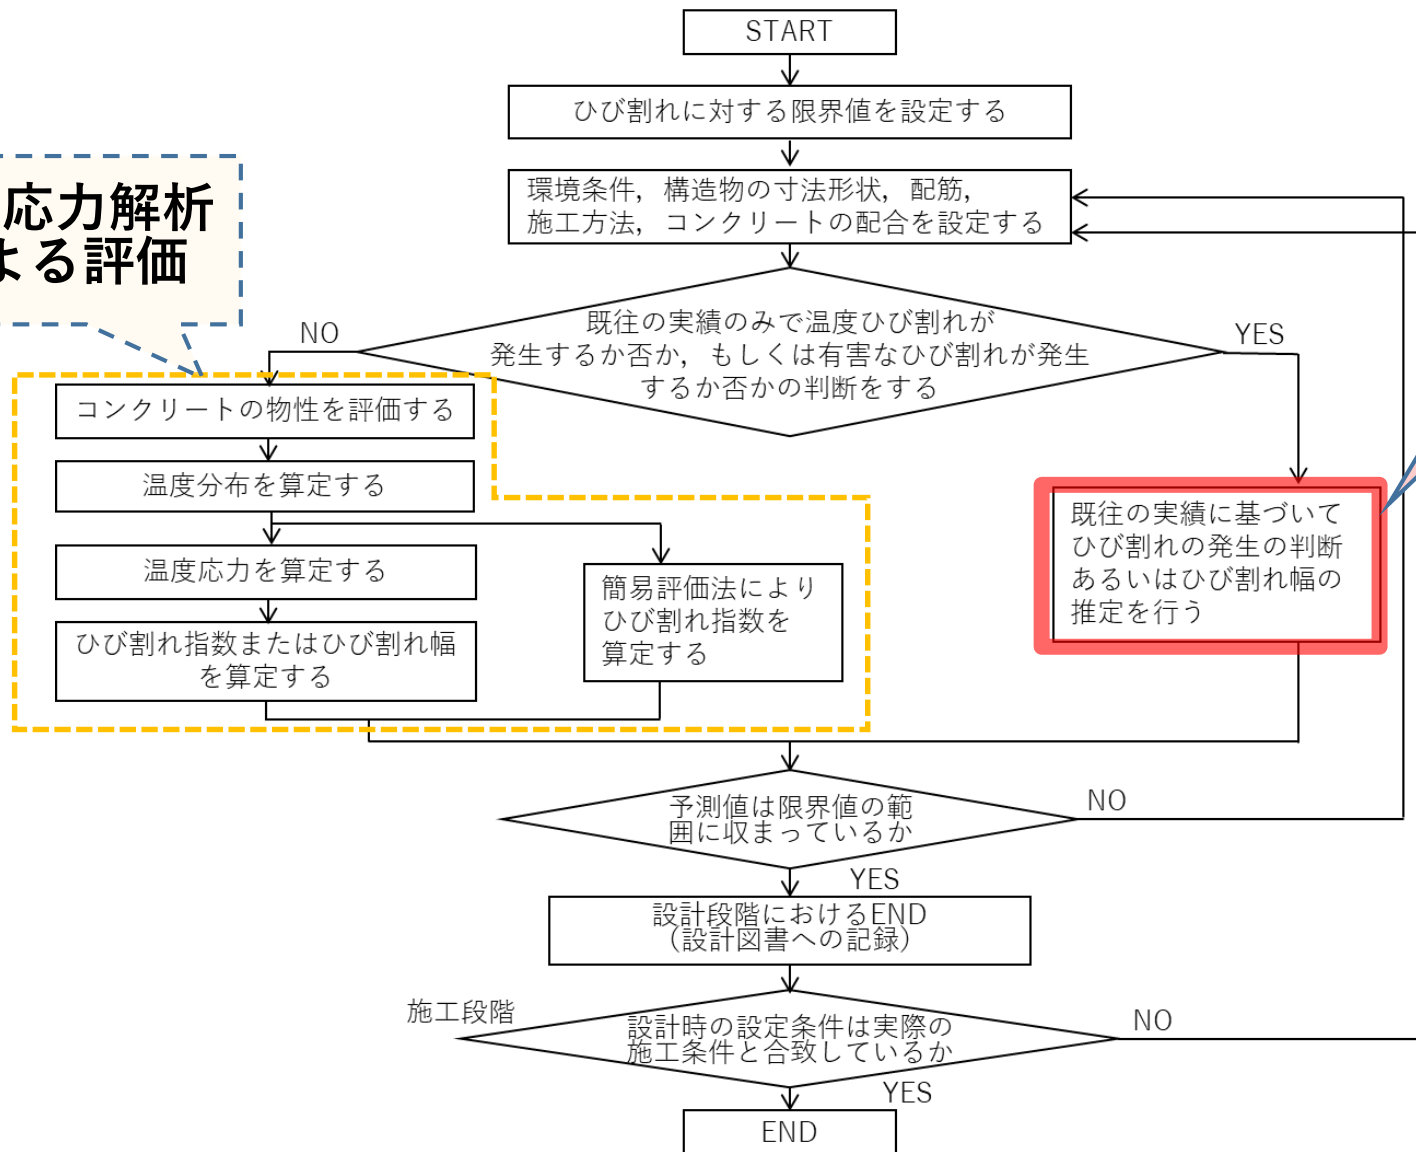 START
ひび割れに対する限界値を設定する
環境条件，構造物の寸法形状，配筋，
施工方法，コンクリートの配合を設定する
応力解析
よる評価
NO
既往の実績のみで温度ひび割れが
発生するか否か，もしくは有害なひび割れが発生
するか否かの判断をする
YES
コンクリートの物性を評価する
温度分布を算定する
温度応力を算定する
ひび割れ指数またはひび割れ幅
を算定する
簡易評価法により
ひび割れ指数を
算定する
既往の実績に基づいて
ひび割れの発生の判断
あるいはひび割れ幅の
推定を行う
予測値は限界値の範
囲に収まっているか
NO
YES
設計段階におけるEND
（設計図書への記録）
施工段階
設計時の設定条件は実際の
施工条件と合致しているか
NO
YES
END